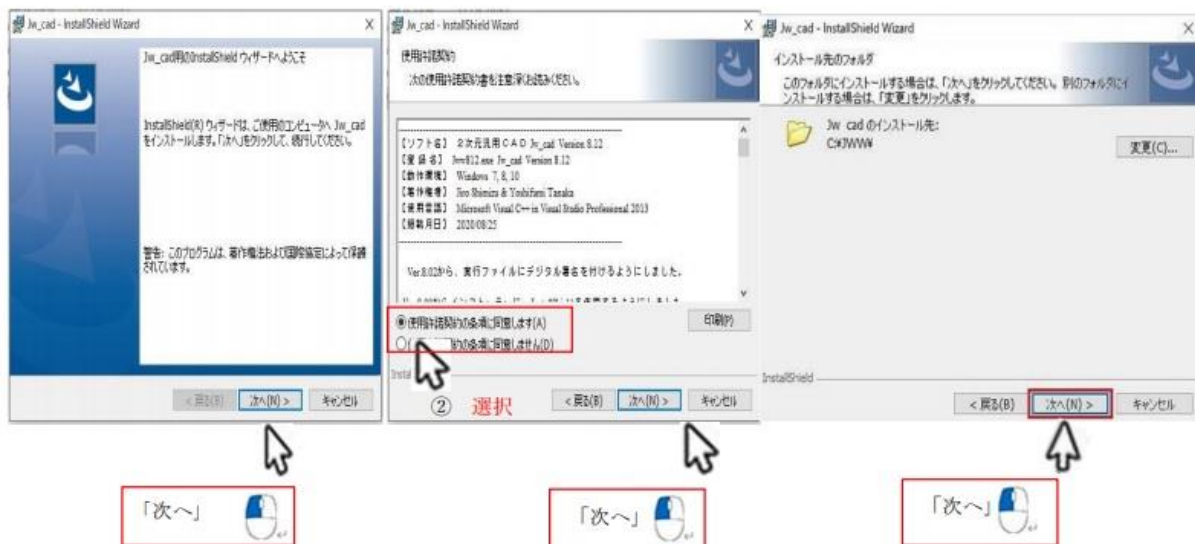 Jw_cad - InstallShield Wizard
Jw_cad用のInstallShield ウィザードへようこそ
InstallShield(R) ウィザードは、ご使用のコンピュータへ Jw_cad
をインストールします。「次へ」をクリックして、続行してください。
警告: このプログラムは、著作権法および国際協定によって保護
されています。
< 戻る(B)
次へ(N) >
キャンセル
「次へ」
Jw_cad - InstallShield Wizard
使用許諾契約
次の使用許諾契約書を注意深くお読みください。
【ソフト名】 2次元汎用CAD Jw_cad Version 8.12
【登録名】 Jww812.exe Jw_cad Version 8.12
【動作環境】 Windows 7, 8, 10
【著作権者】 Jiro Shimizu & Yoshifumi Tanaka
【使用言語】 Microsoft Visual C++ in Visual Studio Professional 2013
【掲載月日】 2020/08/25
Ver.8.02から、実行ファイルにデジタル署名を付けるようにしました。
使用許諾契約の条項に同意します(A)
約の条項に同意しません(D)
印刷(P)
Insta
② 選択
< 戻る(B)
次へ(N) >
キャンセル
「次へ」
Jw_cad - InstallShield Wizard
インストール先のフォルダ
このフォルダにインストールする場合は、「次へ」をクリックしてください。別のフォルダにイ
ンストールする場合は、「変更」をクリックします。
Jw_cad のインストール先:
C:¥JWW¥
変更(C)...
InstallShield
< 戻る(B)
次へ(N) >
キャンセル
「次へ」